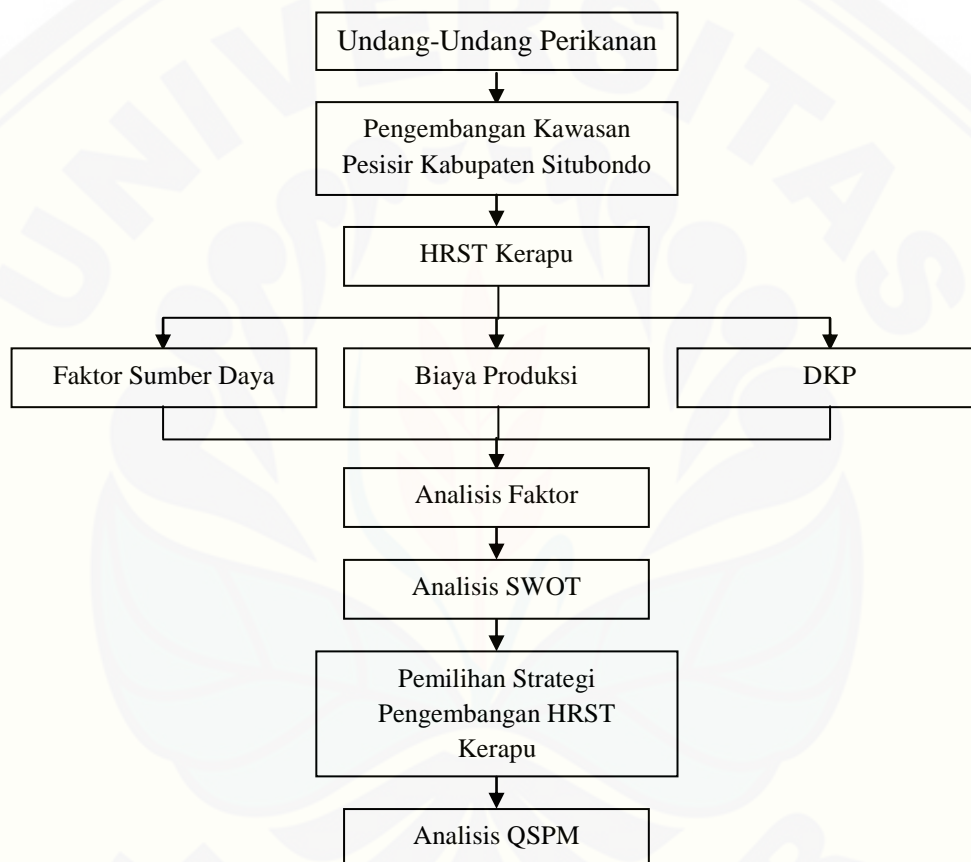 Undang-Undang Perikanan
Pengembangan Kawasan
Pesisir Kabupaten Situbondo
HRST Kerapu
Faktor Sumber Daya
Biaya Produksi
DKP
Analisis Faktor
Analisis SWOT
Pemilihan Strategi
Pengembangan HRST
Kerapu
Analisis QSPM
UNIVERSITAS